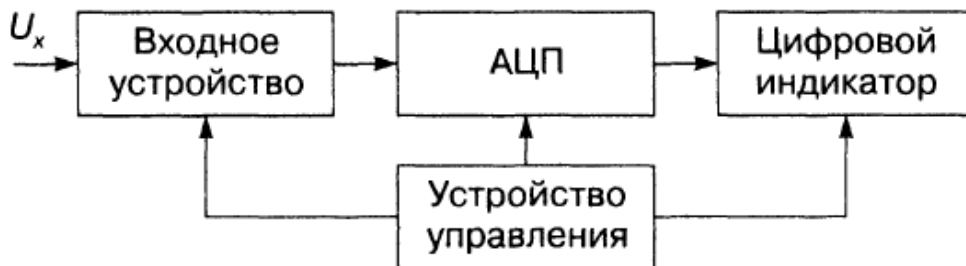 Uₓ
Входное
устройство
АЦП
Цифровой
индикатор
Устройство
управления